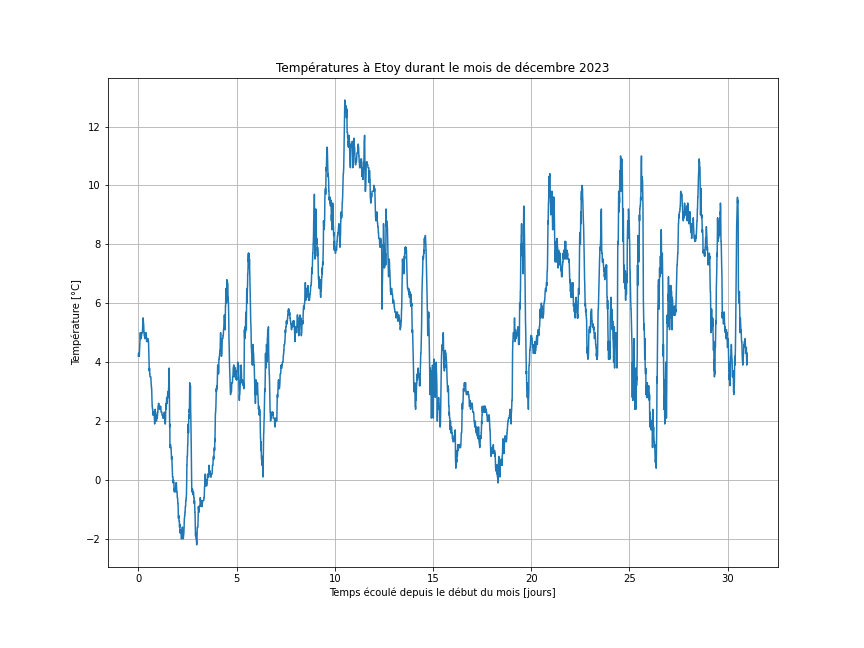 Températures à Etoy durant le mois de décembre 2023
Température [°C]
12
10
8
6
4
2
0
−2
0 5 10 15 20 25 30
Temps écoulé depuis le début du mois [jours]